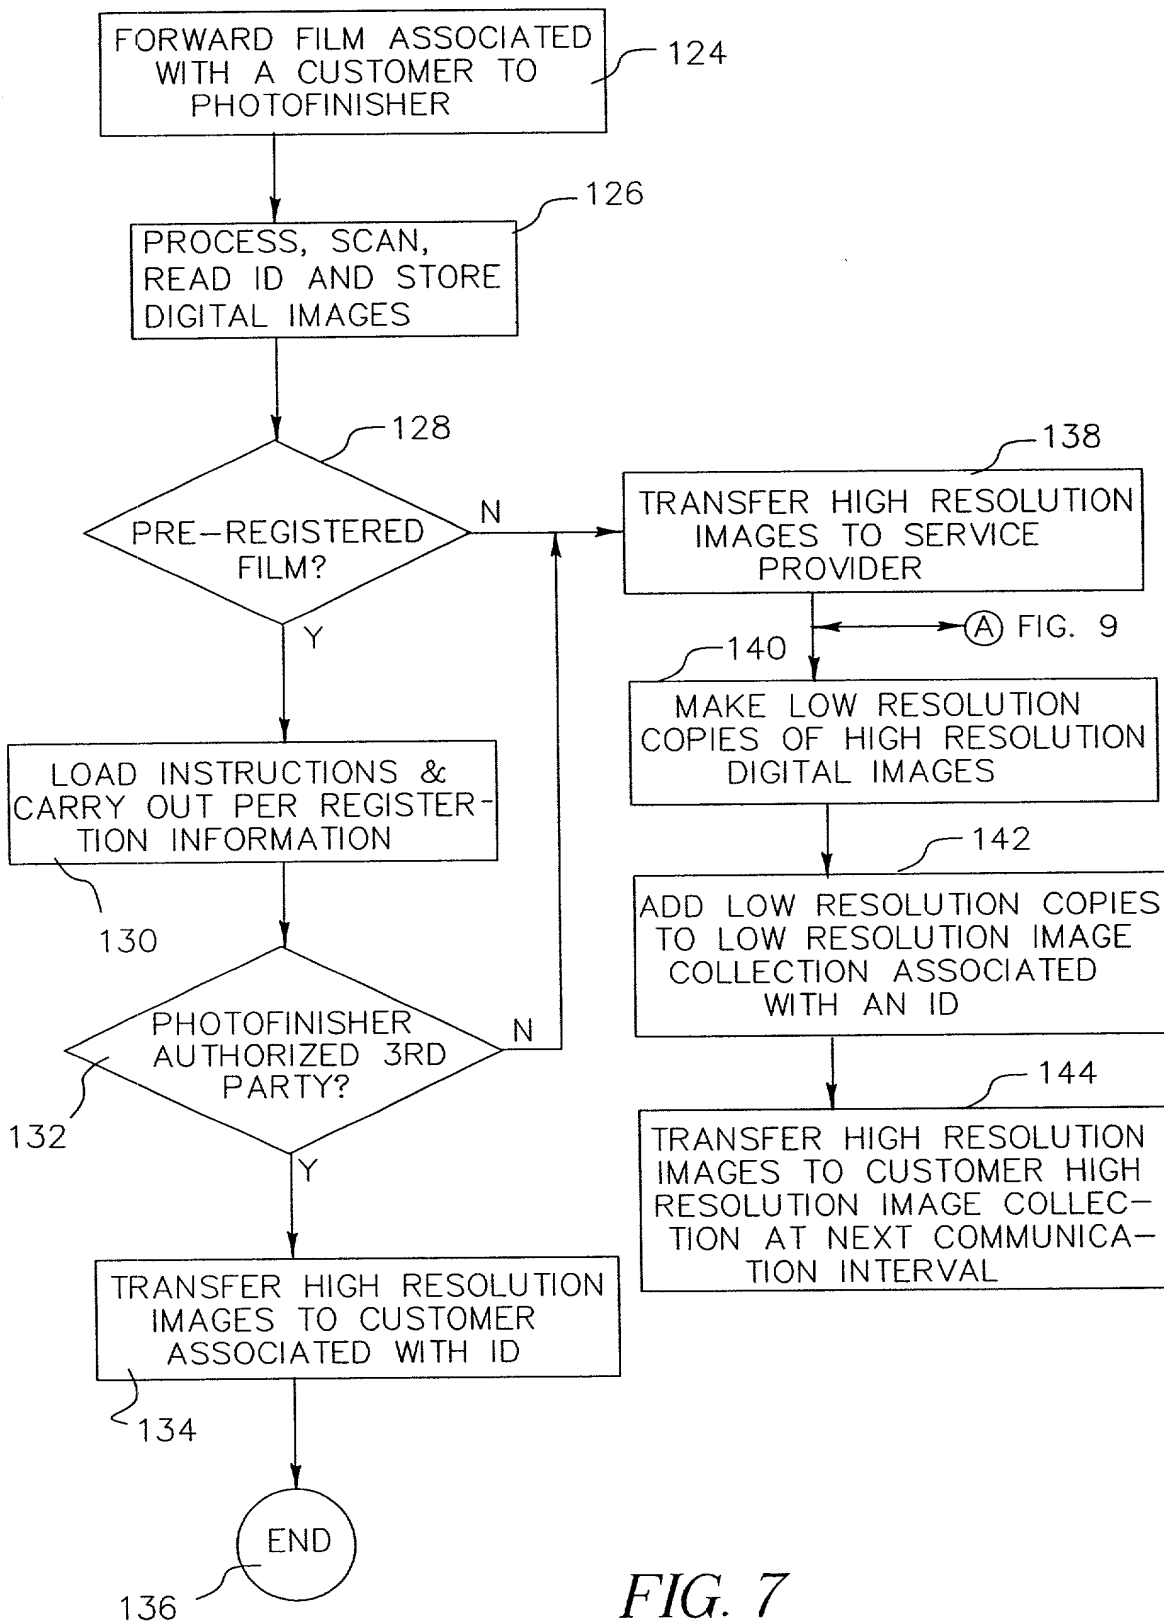 FORWARD FILM ASSOCIATED
WITH A CUSTOMER TO
PHOTOFINISHER
124
126
PROCESS, SCAN,
READ ID AND STORE
DIGITAL IMAGES
128
PRE-REGISTERED
FILM?
N
Y
LOAD INSTRUCTIONS &
CARRY OUT PER REGISTER-
TION INFORMATION
130
PHOTOFINISHER
AUTHORIZED 3RD
PARTY?
N
132
Y
TRANSFER HIGH RESOLUTION
IMAGES TO CUSTOMER
ASSOCIATED WITH ID
134
END
136
138
TRANSFER HIGH RESOLUTION
IMAGES TO SERVICE
PROVIDER
A FIG. 9
140
MAKE LOW RESOLUTION
COPIES OF HIGH RESOLUTION
DIGITAL IMAGES
142
ADD LOW RESOLUTION COPIES
TO LOW RESOLUTION IMAGE
COLLECTION ASSOCIATED
WITH AN ID
144
TRANSFER HIGH RESOLUTION
IMAGES TO CUSTOMER HIGH
RESOLUTION IMAGE COLLEC-
TION AT NEXT COMMUNICA-
TION INTERVAL
FIG. 7